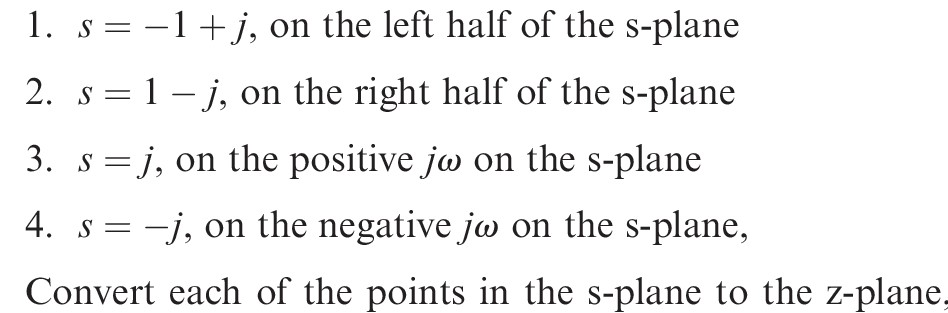 1. s = −1 + j, on the left half of the s-plane
2. s = 1 − j, on the right half of the s-plane
3. s = j, on the positive jω on the s-plane
4. s = −j, on the negative jω on the s-plane,
Convert each of the points in the s-plane to the z-plane,